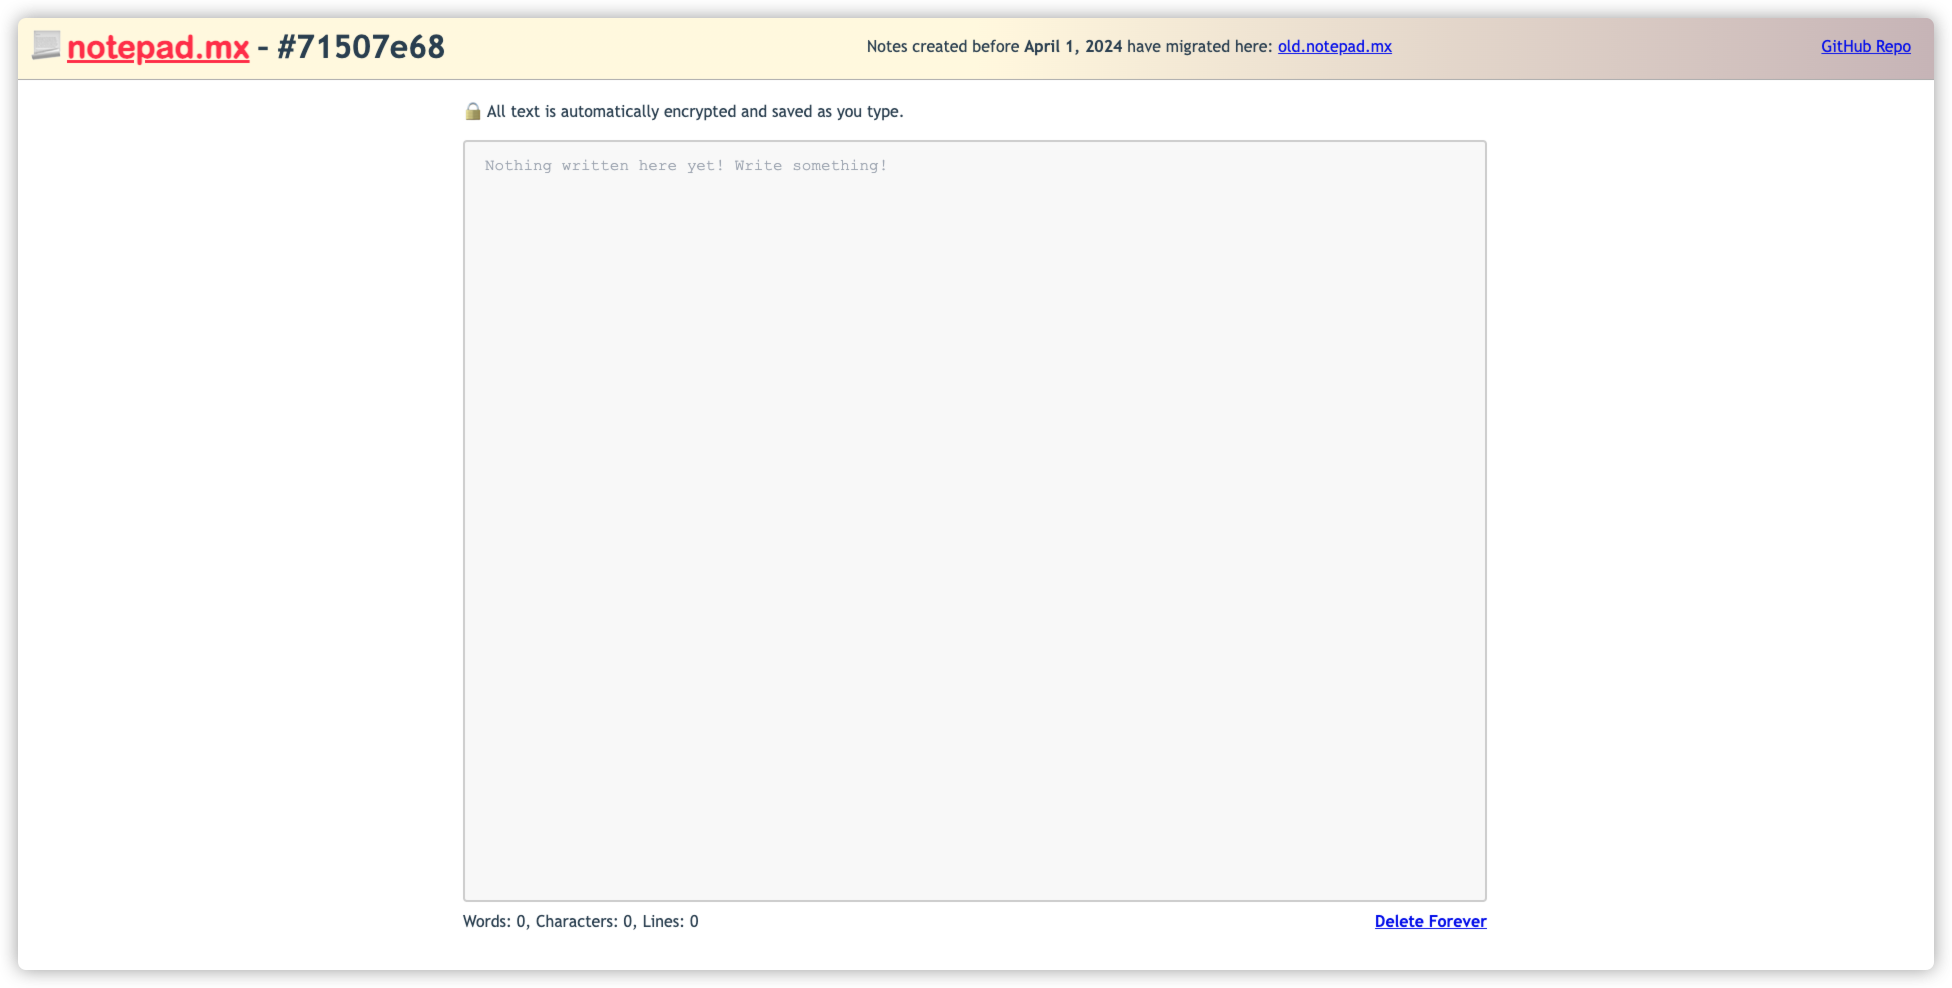 notepad.mx - #71507e68
Notes created before April 1, 2024 have migrated here: old.notepad.mx
GitHub Repo
All text is automatically encrypted and saved as you type.
Nothing written here yet! Write something!
Words: 0, Characters: 0, Lines: 0
Delete Forever